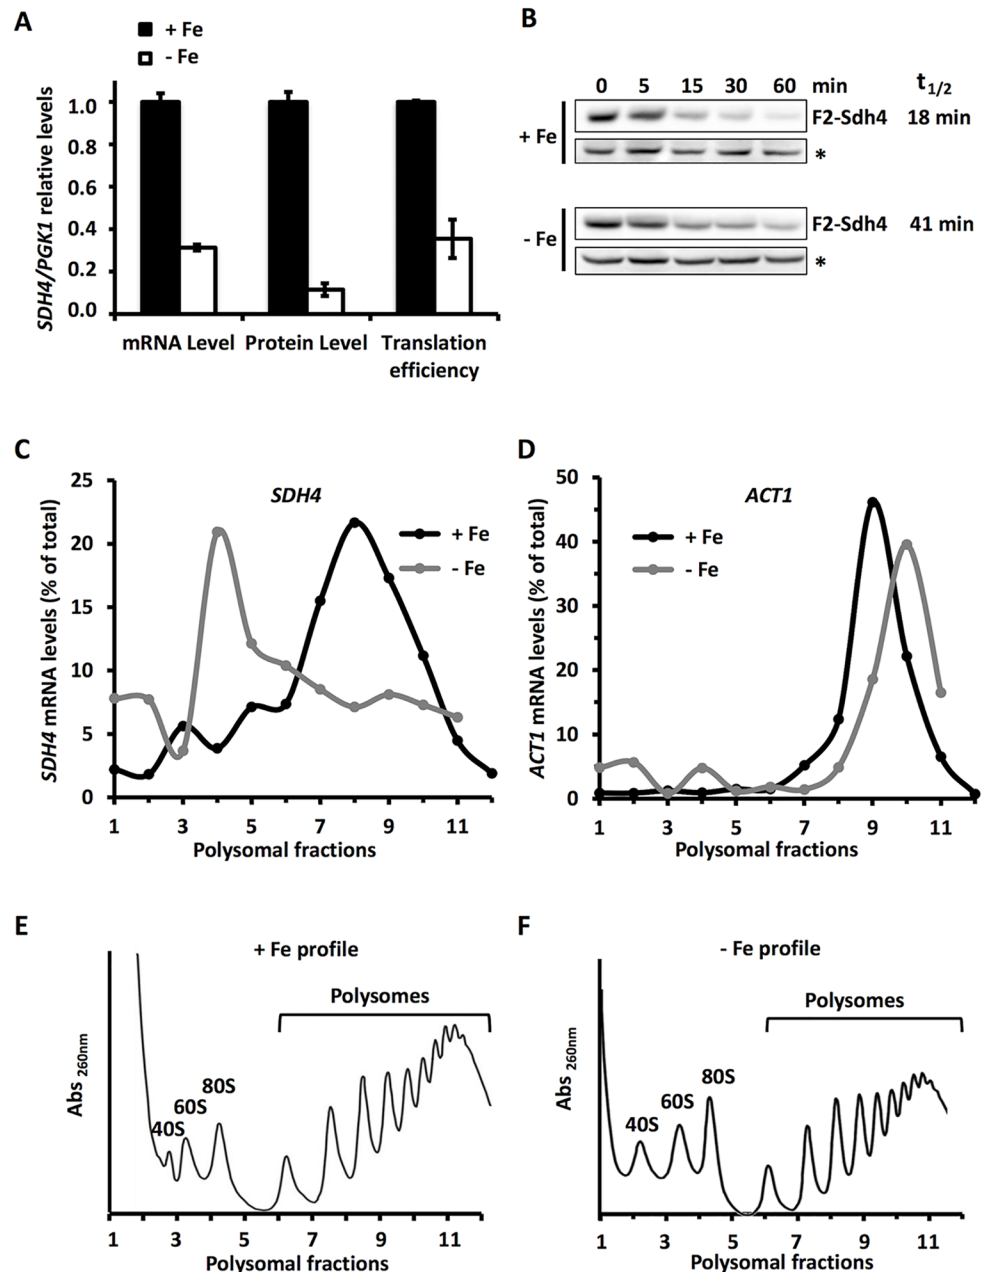 A
+ Fe
- Fe
SDH4/PGK1 relative levels
1.0
0.8
0.6
0.4
0.2
0.0
mRNA Level Protein Level Translation
efficiency
B
0 5 15 30 60 min t1/2
+ Fe
F2-Sdh4 18 min
*
- Fe
F2-Sdh4 41 min
*
C
SDH4
+ Fe
- Fe
SDH4 mRNA levels (% of total)
25
20
15
10
5
0
1 3 5 7 9 11
Polysomal fractions
D
ACT1
+ Fe
- Fe
ACT1 mRNA levels (% of total)
50
40
30
20
10
0
1 3 5 7 9 11
Polysomal fractions
E
+ Fe profile
Polysomes
Abs 260nm
40S
60S
80S
1 3 5 7 9 11
Polysomal fractions
F
- Fe profile
Polysomes
Abs 260nm
40S
60S
80S
1 3 5 7 9 11
Polysomal fractions